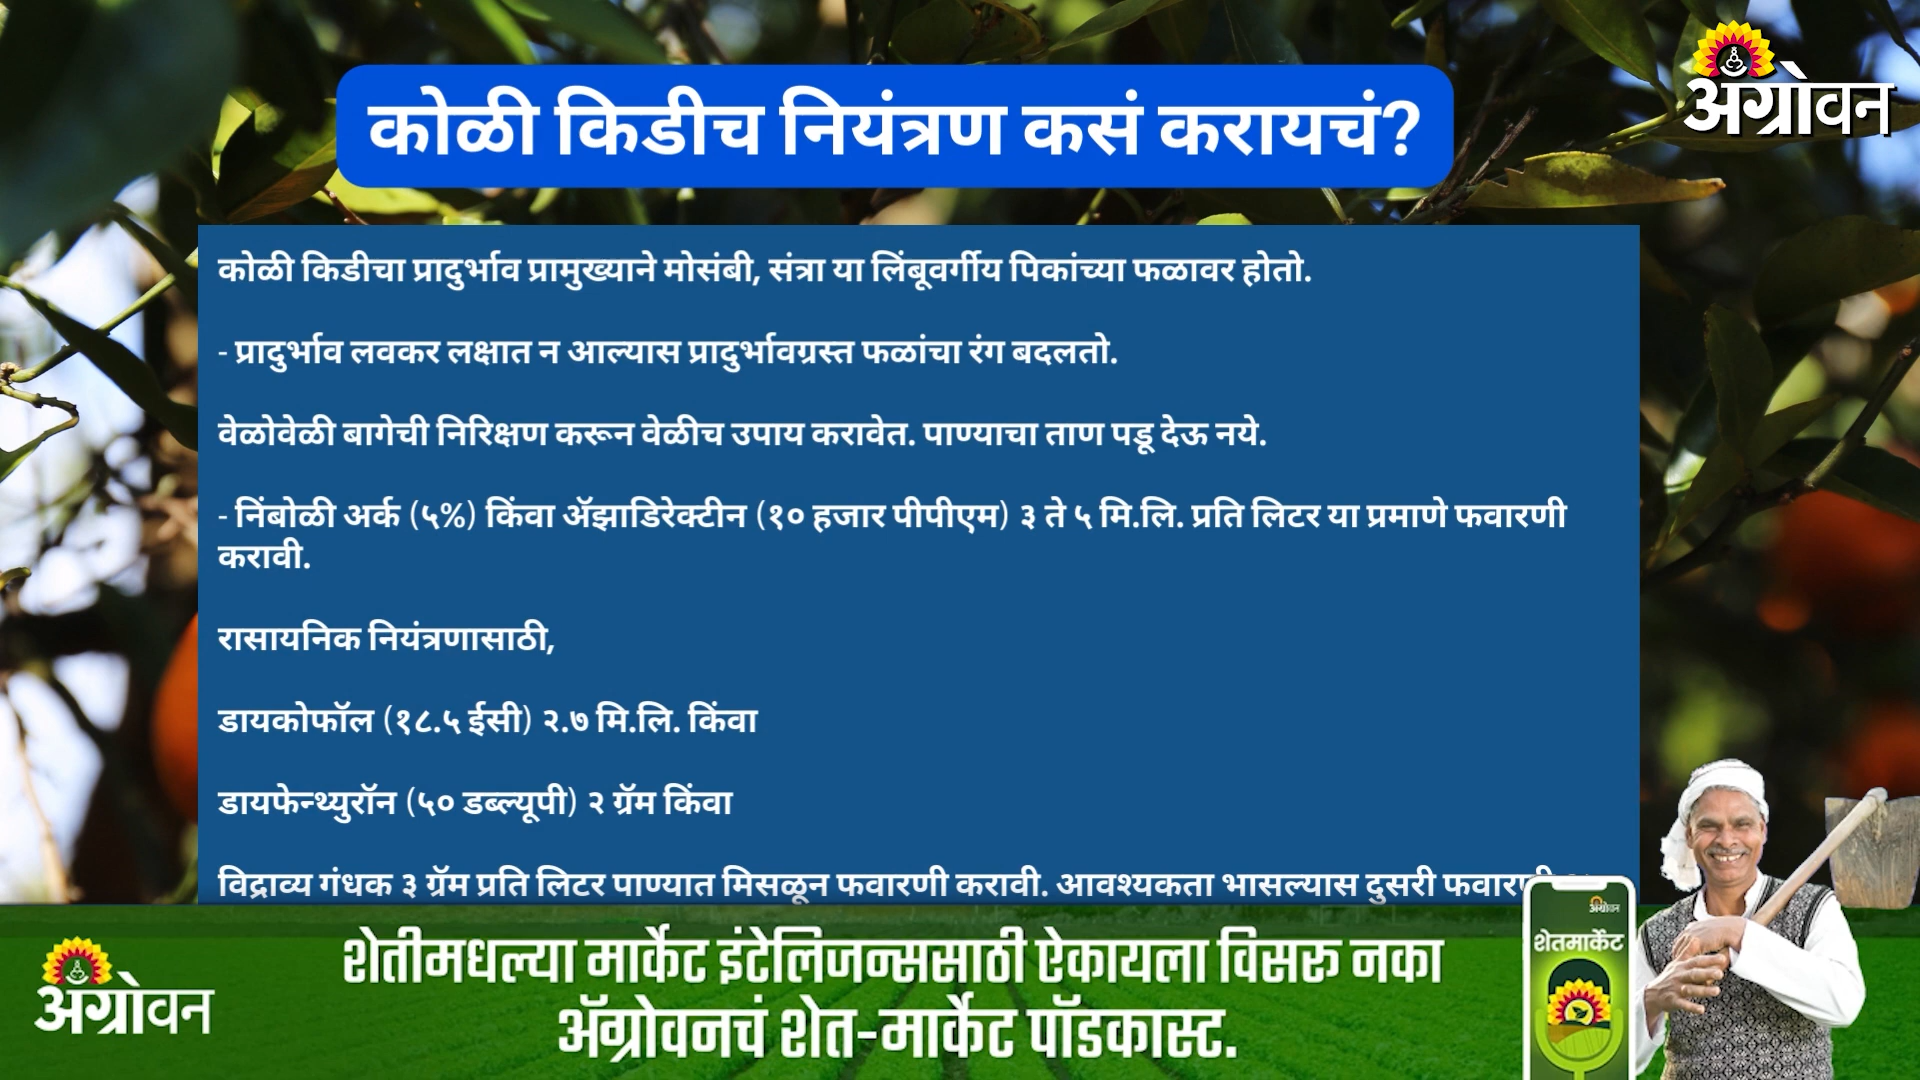 कोळी किडीच नियंत्रण कसं करायचं?
अॅग्रोवन
कोळी किडीचा प्रादुर्भाव प्रामुख्याने मोसंबी, संत्रा या लिंबूवर्गीय पिकांच्या फळावर होतो.
- प्रादुर्भाव लवकर लक्षात न आल्यास प्रादुर्भावग्रस्त फळांचा रंग बदलतो.
वेळोवेळी बागेची निरिक्षण करून वेळीच उपाय करावेत. पाण्याचा ताण पडू देऊ नये.
- निंबोळी अर्क (५%) किंवा ॲझाडिरेक्टीन (१० हजार पीपीएम) ३ ते ५ मि.लि. प्रति लिटर या प्रमाणे फवारणी
करावी.
रासायनिक नियंत्रणासाठी,
डायकोफॉल (१८.५ ईसी) २.७ मि.लि. किंवा
डायफेन्थ्युरॉन (५० डब्ल्यूपी) २ ग्रॅम किंवा
विद्राव्य गंधक ३ ग्रॅम प्रति लिटर पाण्यात मिसळून फवारणी करावी. आवश्यकता भासल्यास दुसरी
अॅग्रोवन
शेतीमधल्या मार्केट इंटेलिजन्ससाठी ऐकायला विसरू नका
अॅग्रोवनचं शेत-मार्केट पॉडकास्ट.
अॅग्रोवन
शेतमार्केट